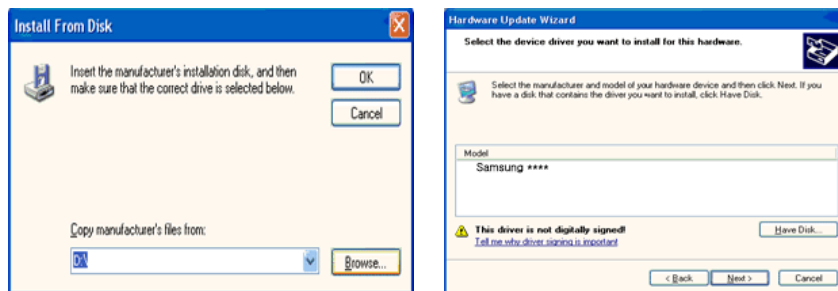 Install From Disk
Insert the manufacturer's installation disk, and then
make sure that the correct drive is selected below.
OK
Cancel
Copy manufacturer's files from:
D:\
Browse...
Hardware Update Wizard
Select the device driver you want to install for this hardware.
Select the manufacturer and model of your hardware device and then click Next. If you
have a disk that contains the driver you want to install, click Have Disk.
Model
Samsung ****
This driver is not digitally signed!
Tell me why driver signing is important
Have Disk...
< Back
Next >
Cancel